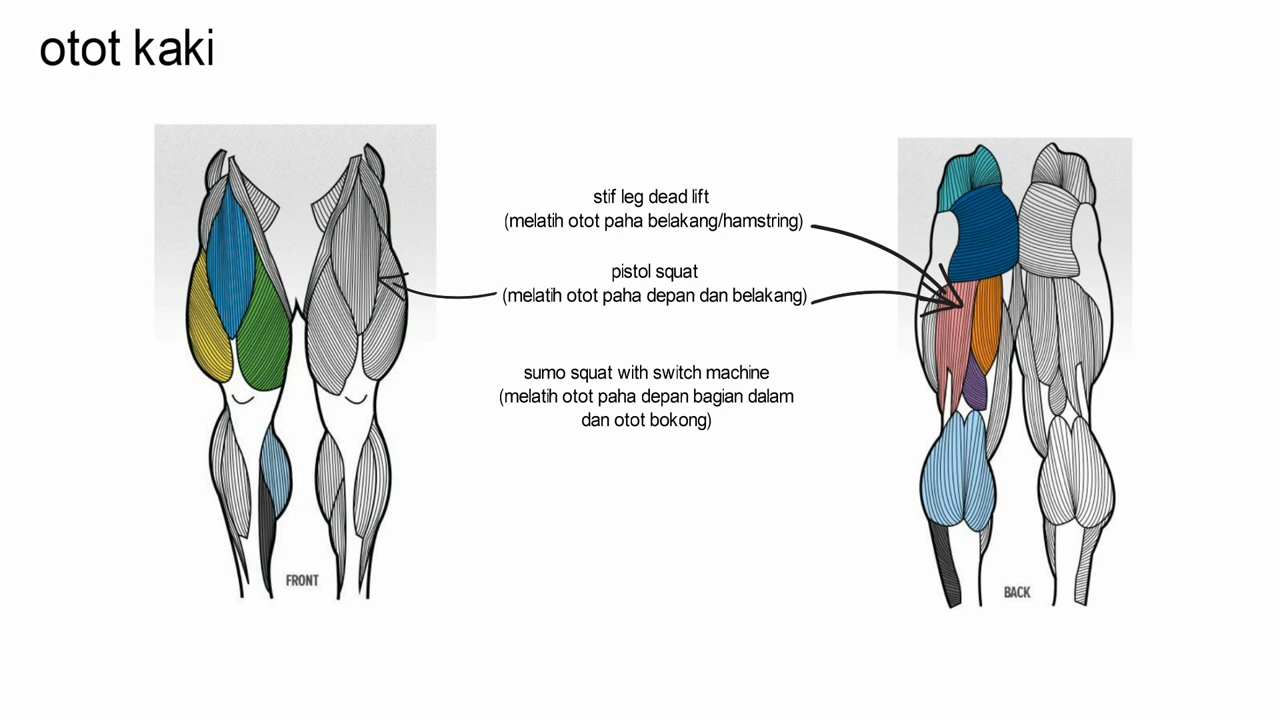 otot kaki
stif leg dead lift
(melatih otot paha belakang/hamstring)
pistol squat
(melatih otot paha depan dan belakang)
sumo squat with switch machine
(melatih otot paha depan bagian dalam
dan otot bokong)
FRONT
BACK